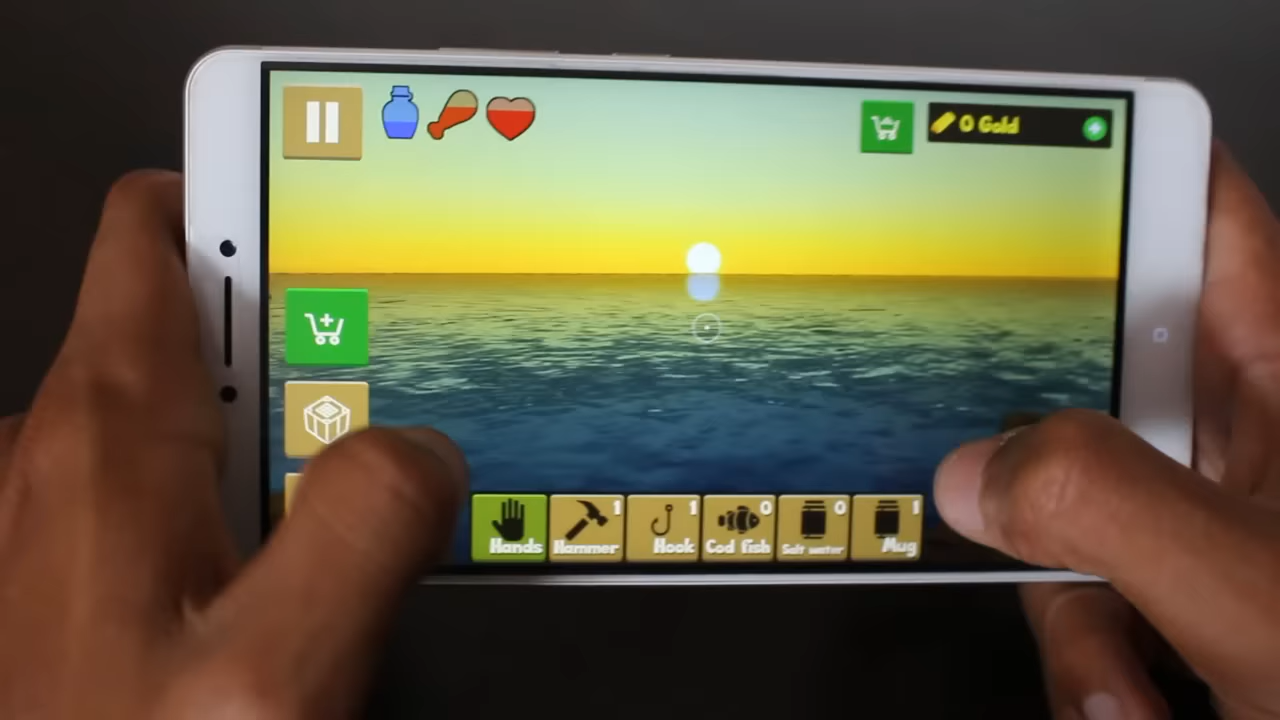 0 Gold
Hands
1
Hammer
1
Hook
0
Cod fish
0
Salt water
1
Mug